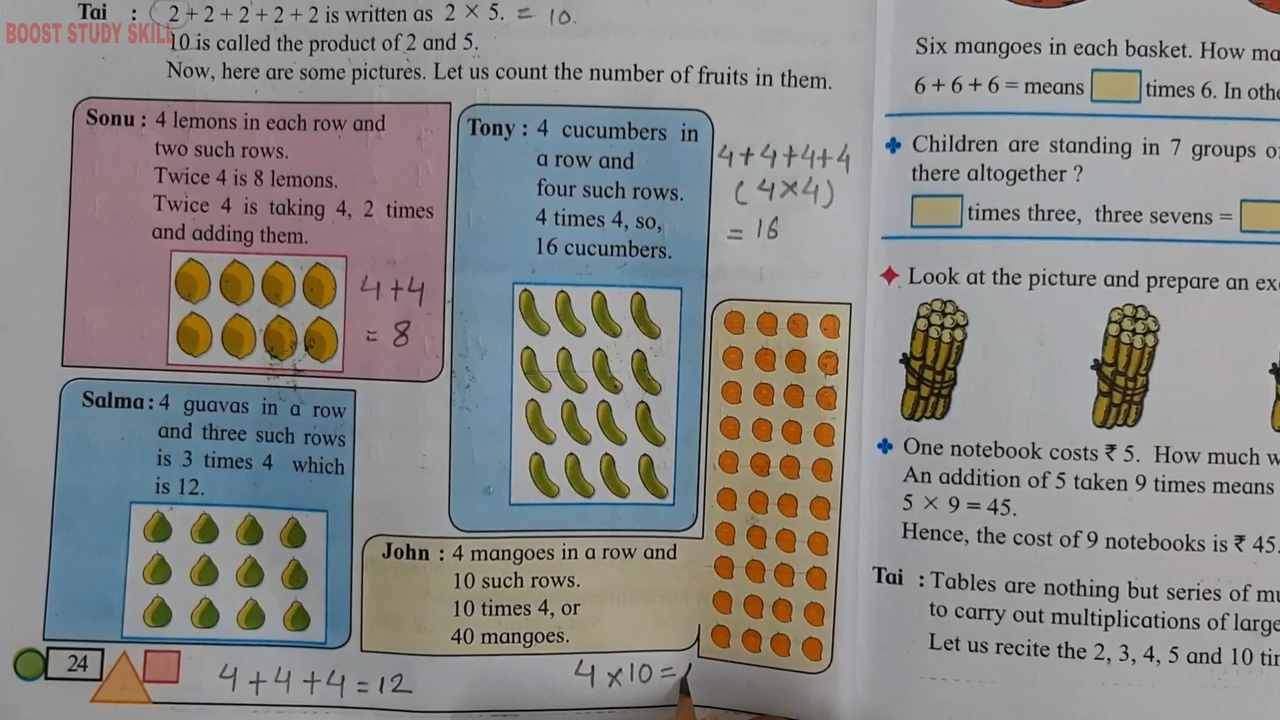 Tai : 2 + 2 + 2 + 2 + 2 is written as 2 × 5. = 10.
BOOST STUDY SKILL
10 is called the product of 2 and 5.
Now, here are some pictures. Let us count the number of fruits in them.
Sonu : 4 lemons in each row and
two such rows.
Twice 4 is 8 lemons.
Twice 4 is taking 4, 2 times
and adding them.
4+4
= 8
Tony : 4 cucumbers in
a row and
four such rows.
4 times 4, so,
16 cucumbers.
4+4+4+4
(4×4)
= 16
Salma : 4 guavas in a row
and three such rows
is 3 times 4 which
is 12.
John : 4 mangoes in a row and
10 such rows.
10 times 4, or
40 mangoes.
24
4+4+4=12
4×10=
Six mangoes in each basket. How
6 + 6 + 6 = means times 6. In
Children are standing in 7 groups
there altogether ?
times three, three sevens =
Look at the picture and prepare an
One notebook costs ₹ 5. How much
An addition of 5 taken 9 times means
5 × 9 = 45.
Hence, the cost of 9 notebooks is ₹ 45.
Tai : Tables are nothing but series of
to carry out multiplications of
Let us recite the 2, 3, 4, 5 and 10